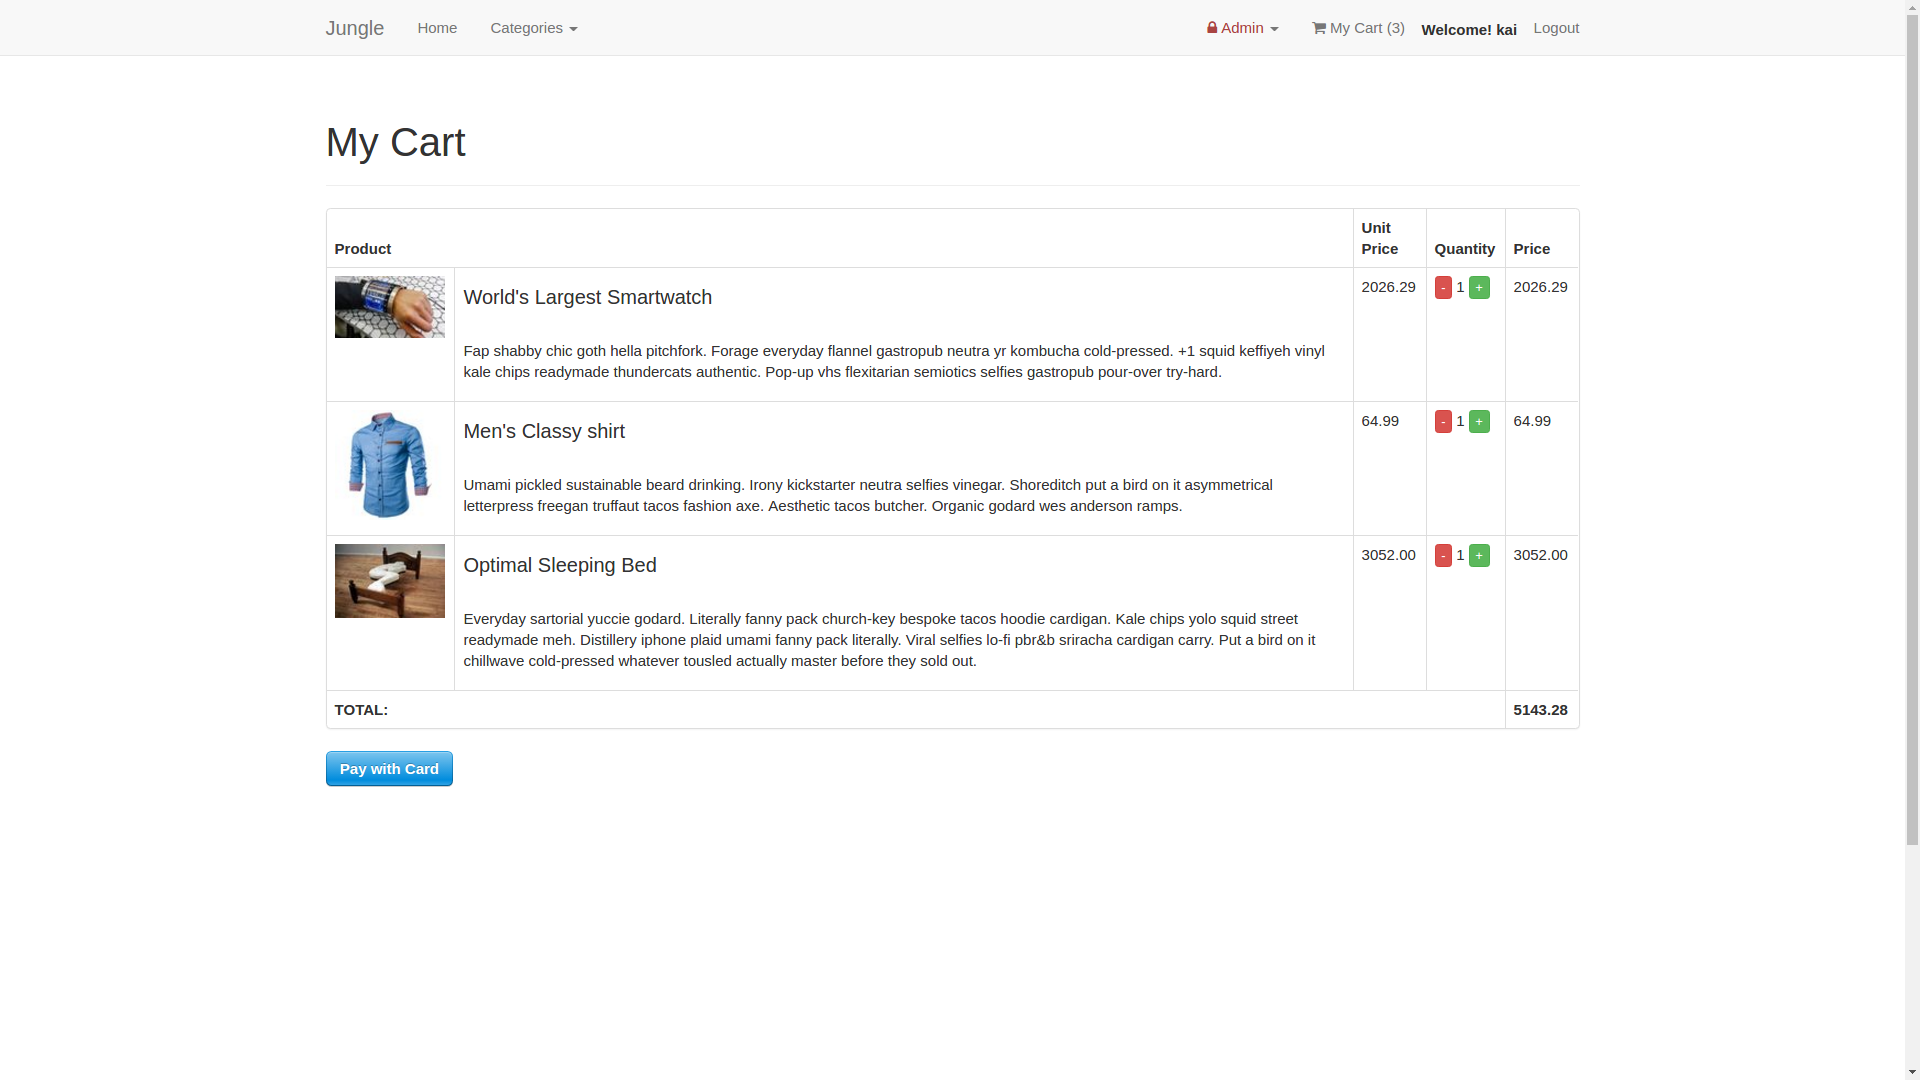 Jungle Home Categories Admin My Cart (3) Welcome! kai Logout
My Cart
Product Unit Price Quantity Price
World's Largest Smartwatch 2026.29 - 1 + 2026.29
Fap shabby chic goth hella pitchfork. Forage everyday flannel gastropub neutra yr kombucha cold-pressed. +1 squid keffiyeh vinyl
kale chips readymade thundercats authentic. Pop-up vhs flexitarian semiotics selfies gastropub pour-over try-hard.
Men's Classy shirt 64.99 - 1 + 64.99
Umami pickled sustainable beard drinking. Irony kickstarter neutra selfies vinegar. Shoreditch put a bird on it asymmetrical
letterpress freegan truffaut tacos fashion axe. Aesthetic tacos butcher. Organic godard wes anderson ramps.
Optimal Sleeping Bed 3052.00 - 1 + 3052.00
Everyday sartorial yuccie godard. Literally fanny pack church-key bespoke tacos hoodie cardigan. Kale chips yolo squid street
readymade meh. Distillery iphone plaid umami fanny pack literally. Viral selfies lo-fi pbr&b sriracha cardigan carry. Put a bird on it
chillwave cold-pressed whatever tousled actually master before they sold out.
TOTAL: 5143.28
Pay with Card